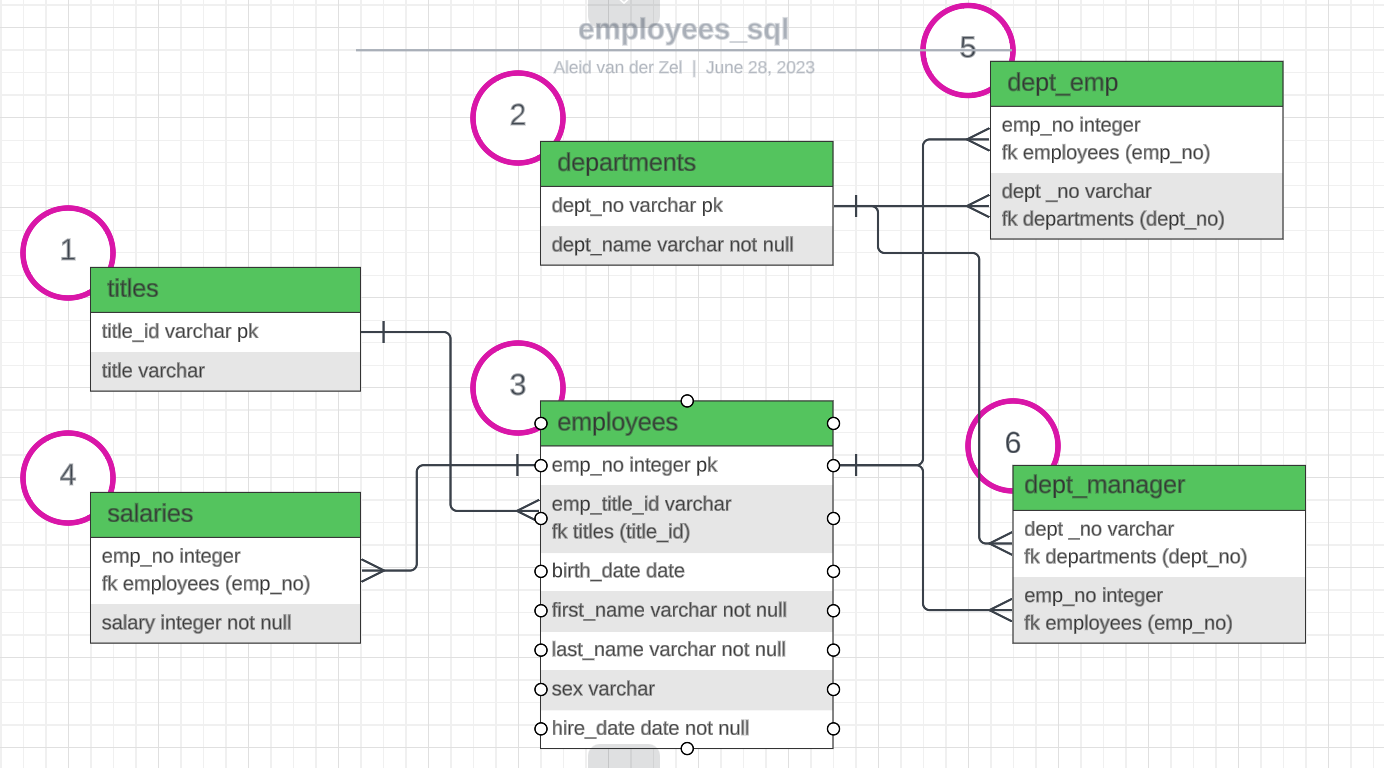 employees_sql
Aleid van der Zel | June 28, 2023
1
titles
title_id varchar pk
title varchar
2
departments
dept_no varchar pk
dept_name varchar not null
3
employees
emp_no integer pk
emp_title_id varchar
fk titles (title_id)
birth_date date
first_name varchar not null
last_name varchar not null
sex varchar
hire_date date not null
4
salaries
emp_no integer
fk employees (emp_no)
salary integer not null
5
dept_emp
emp_no integer
fk employees (emp_no)
dept _no varchar
fk departments (dept_no)
6
dept_manager
dept _no varchar
fk departments (dept_no)
emp_no integer
fk employees (emp_no)